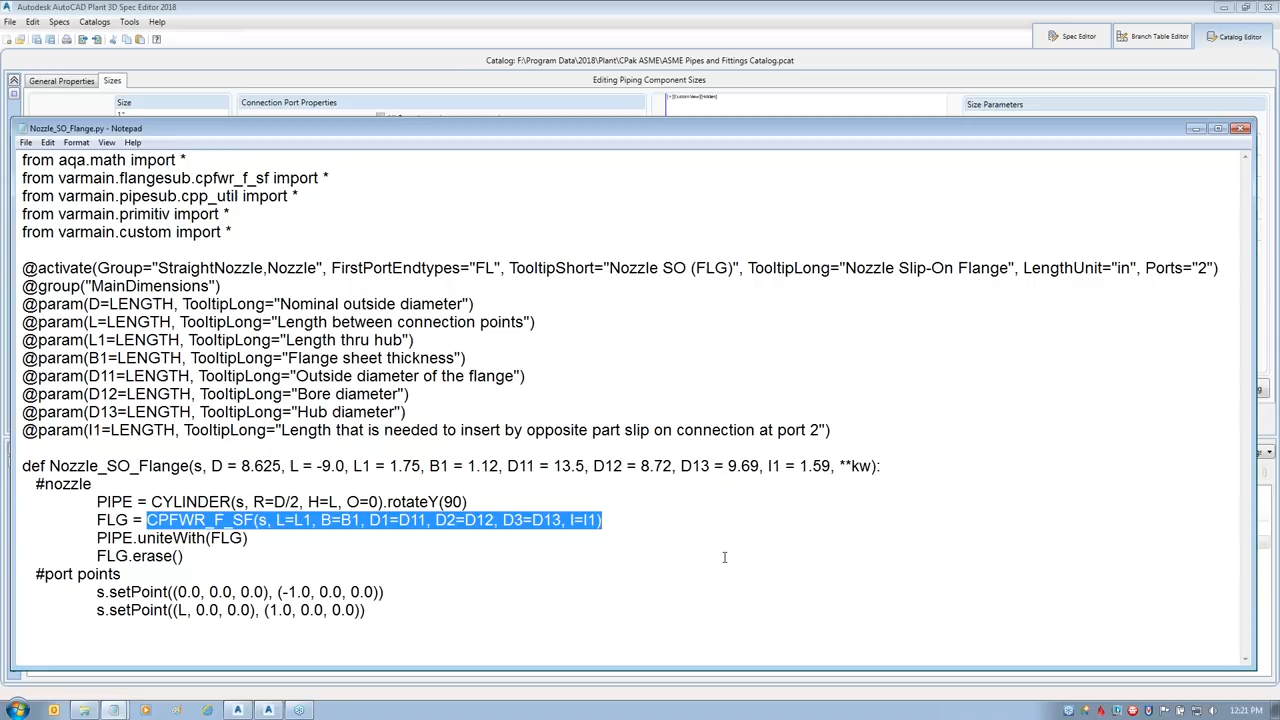 Autodesk AutoCAD Plant 3D Spec Editor 2018
File Edit Specs Catalogs Tools Help
Spec Editor Branch Table Editor Catalog Editor
Catalog: F:\Program Data\2018\Plant\CPak ASME\ASME Pipes and Fittings Catalog.pcat
General Properties Sizes Editing Piping Component Sizes
Size Connection Port Properties Size Parameters
Nozzle_SO_Flange.py - Notepad
File Edit Format View Help
from aqa.math import *
from varmain.flangesub.cpfwr_f_sf import *
from varmain.pipesub.cpp_util import *
from varmain.primitiv import *
from varmain.custom import *
@activate(Group="StraightNozzle,Nozzle", FirstPortEndtypes="FL", TooltipShort="Nozzle SO (FLG)", TooltipLong="Nozzle Slip-On Flange", LengthUnit="in", Ports="2")
@group("MainDimensions")
@param(D=LENGTH, TooltipLong="Nominal outside diameter")
@param(L=LENGTH, TooltipLong="Length between connection points")
@param(L1=LENGTH, TooltipLong="Length thru hub")
@param(B1=LENGTH, TooltipLong="Flange sheet thickness")
@param(D11=LENGTH, TooltipLong="Outside diameter of the flange")
@param(D12=LENGTH, TooltipLong="Bore diameter")
@param(D13=LENGTH, TooltipLong="Hub diameter")
@param(I1=LENGTH, TooltipLong="Length that is needed to insert by opposite part slip on connection at port 2")
def Nozzle_SO_Flange(s, D = 8.625, L = -9.0, L1 = 1.75, B1 = 1.12, D11 = 13.5, D12 = 8.72, D13 = 9.69, I1 = 1.59, **kw):
#nozzle
PIPE = CYLINDER(s, R=D/2, H=L, O=0).rotateY(90)
FLG = CPFWR_F_SF(s, L=L1, B=B1, D1=D11, D2=D12, D3=D13, I=I1)
PIPE.uniteWith(FLG)
FLG.erase()
#port points
s.setPoint((0.0, 0.0, 0.0), (-1.0, 0.0, 0.0))
s.setPoint((L, 0.0, 0.0), (1.0, 0.0, 0.0))
12:21 PM